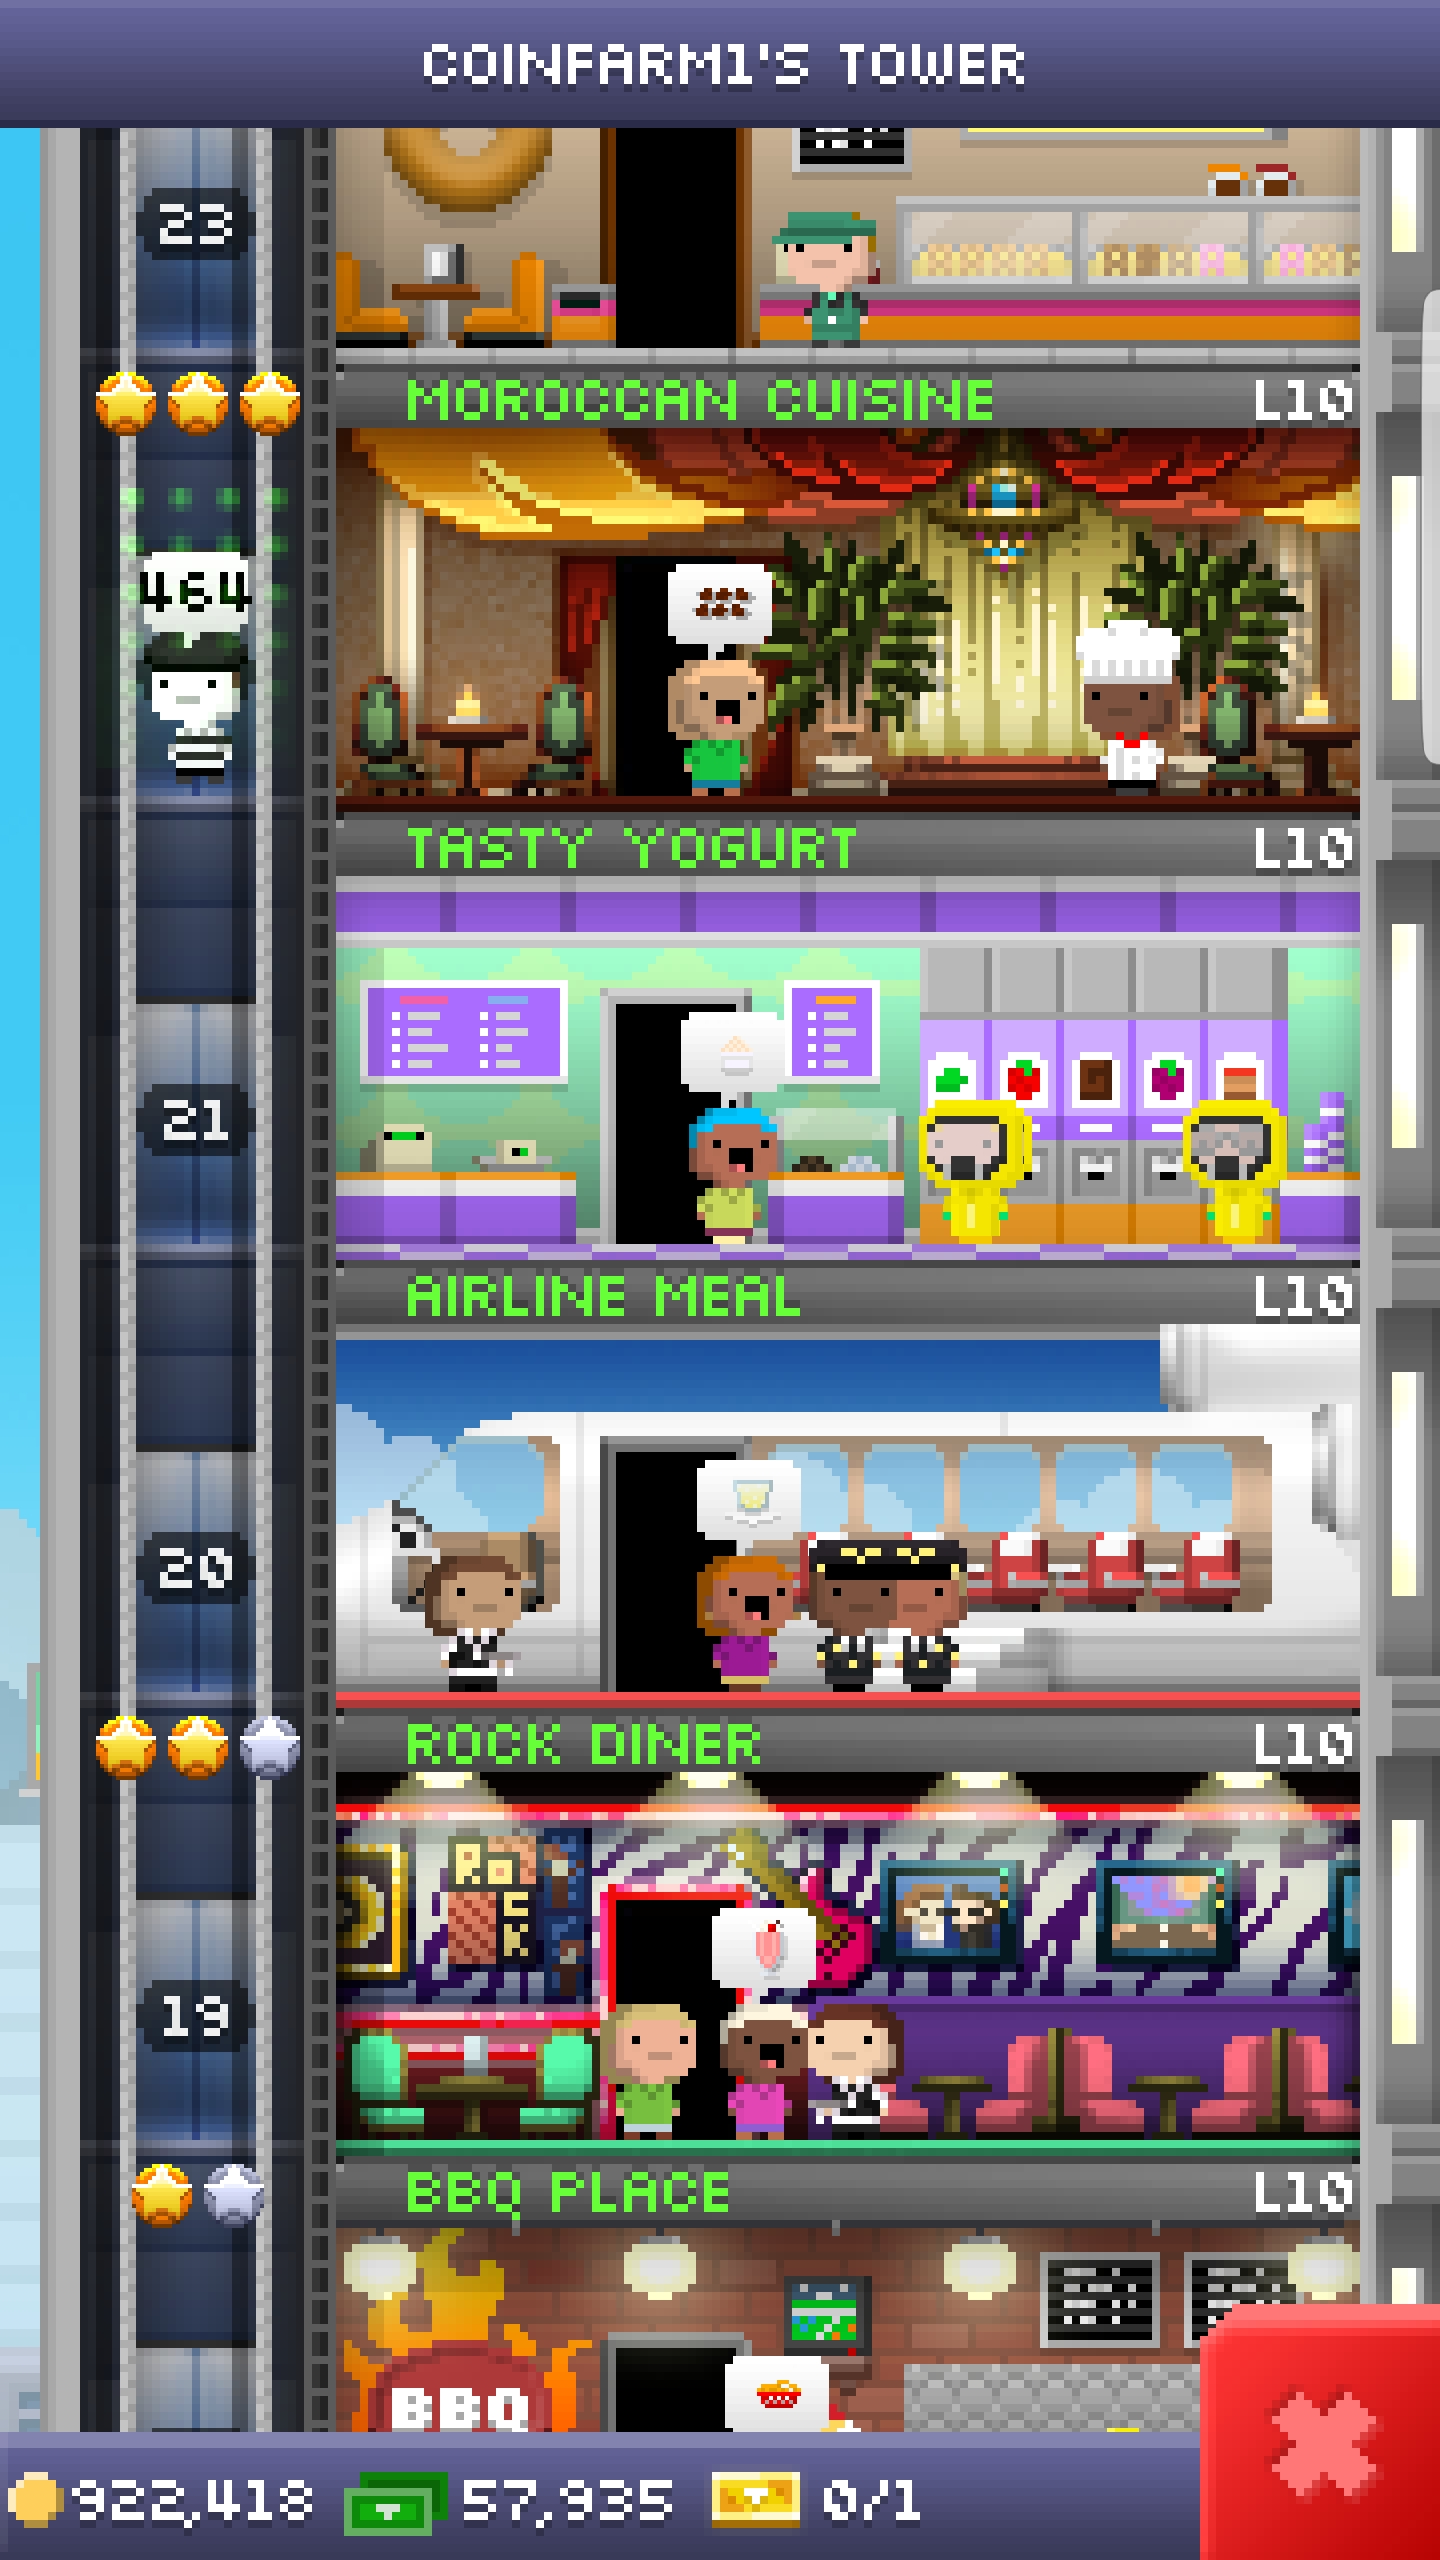 COINFARM1'S TOWER
23
MOROCCAN CUISINE L10
464
TASTY YOGURT L10
21
AIRLINE MEAL L10
20
ROCK DINER L10
ROCK
19
BBQ PLACE L10
BBQ
922,418 57,935 0/1